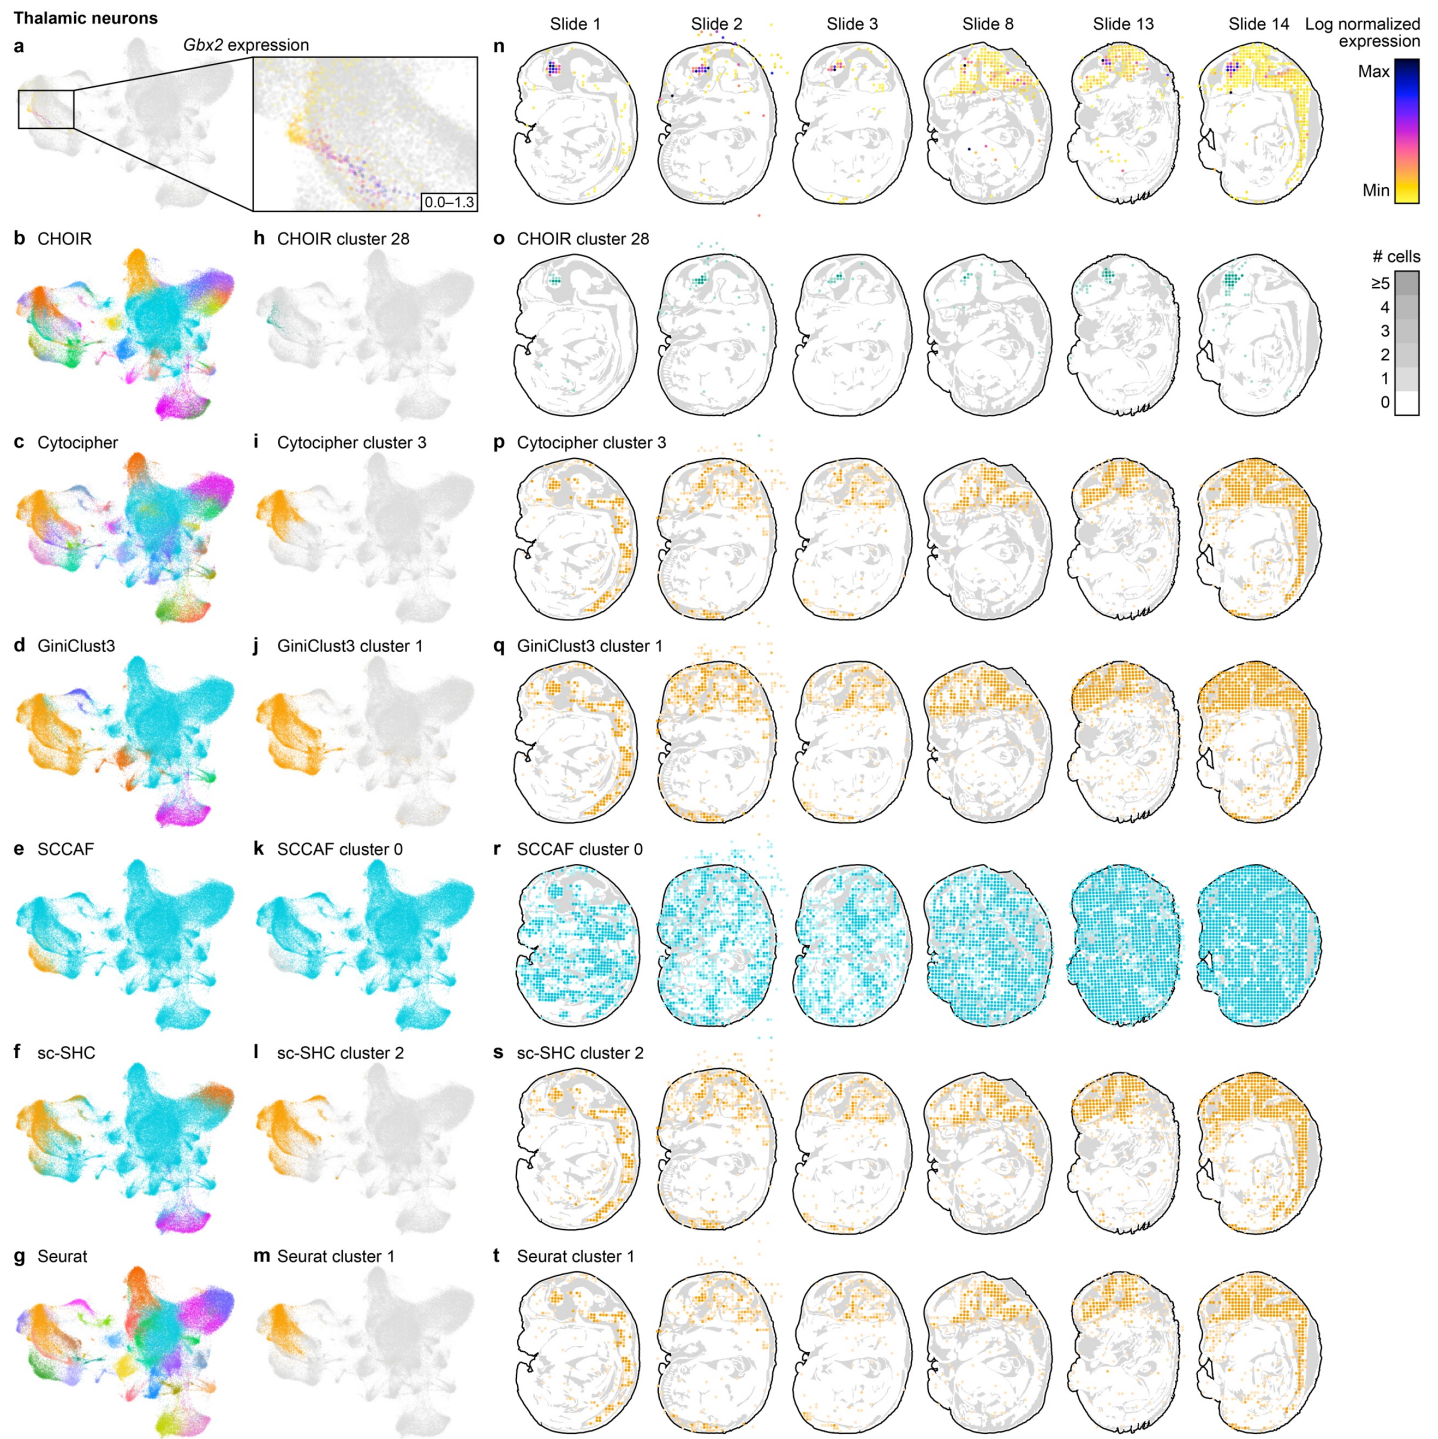 Thalamic neurons
a
Gbx2 expression
0.0–1.3
n
Slide 1
Slide 2
Slide 3
Slide 8
Slide 13
Slide 14
Log normalized
expression
Max
Min
b CHOIR
h CHOIR cluster 28
o CHOIR cluster 28
# cells
≥5
4
3
2
1
0
c Cytocipher
i Cytocipher cluster 3
p Cytocipher cluster 3
d GiniClust3
j GiniClust3 cluster 1
q GiniClust3 cluster 1
e SCCAF
k SCCAF cluster 0
r SCCAF cluster 0
f sc-SHC
l sc-SHC cluster 2
s sc-SHC cluster 2
g Seurat
m Seurat cluster 1
t Seurat cluster 1